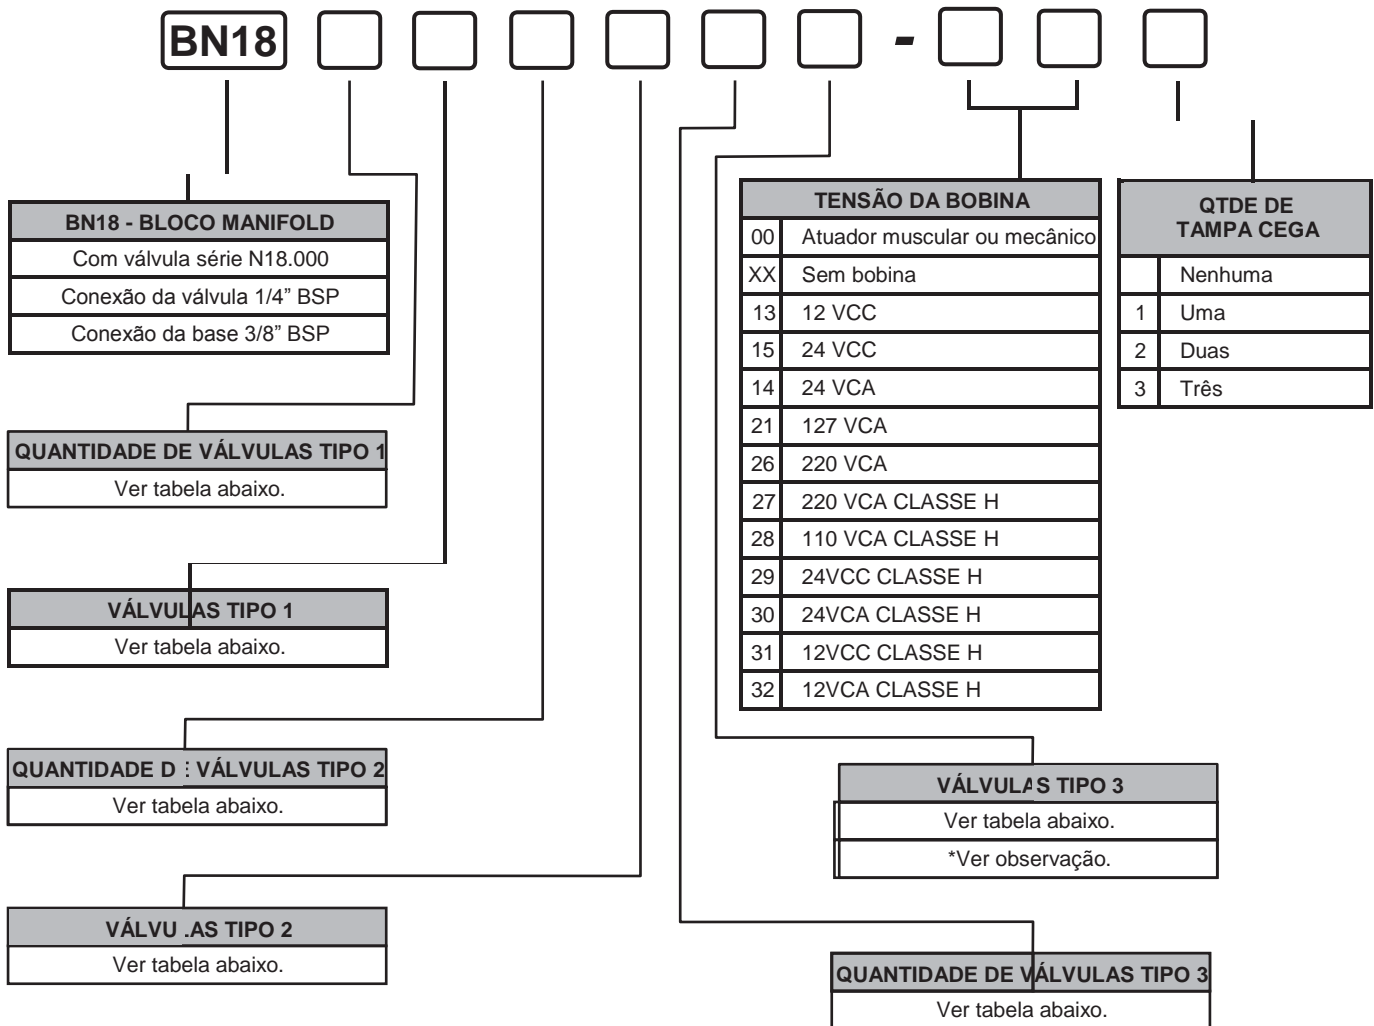 BN18 -
BN18 - BLOCO MANIFOLD
Com válvula série N18.000
Conexão da válvula 1/4” BSP
Conexão da base 3/8” BSP
QUANTIDADE DE VÁLVULAS TIPO 1
Ver tabela abaixo.
VÁLVULAS TIPO 1
Ver tabela abaixo.
QUANTIDADE DE VÁLVULAS TIPO 2
Ver tabela abaixo.
VÁLVULAS TIPO 2
Ver tabela abaixo.
TENSÃO DA BOBINA
00 Atuador muscular ou mecânico
XX Sem bobina
13 12 VCC
15 24 VCC
14 24 VCA
21 127 VCA
26 220 VCA
27 220 VCA CLASSE H
28 110 VCA CLASSE H
29 24VCC CLASSE H
30 24VCA CLASSE H
31 12VCC CLASSE H
32 12VCA CLASSE H
QTDE DE
TAMPA CEGA
Nenhuma
1 Uma
2 Duas
3 Três
VÁLVULAS TIPO 3
Ver tabela abaixo.
*Ver observação.
QUANTIDADE DE VÁLVULAS TIPO 3
Ver tabela abaixo.